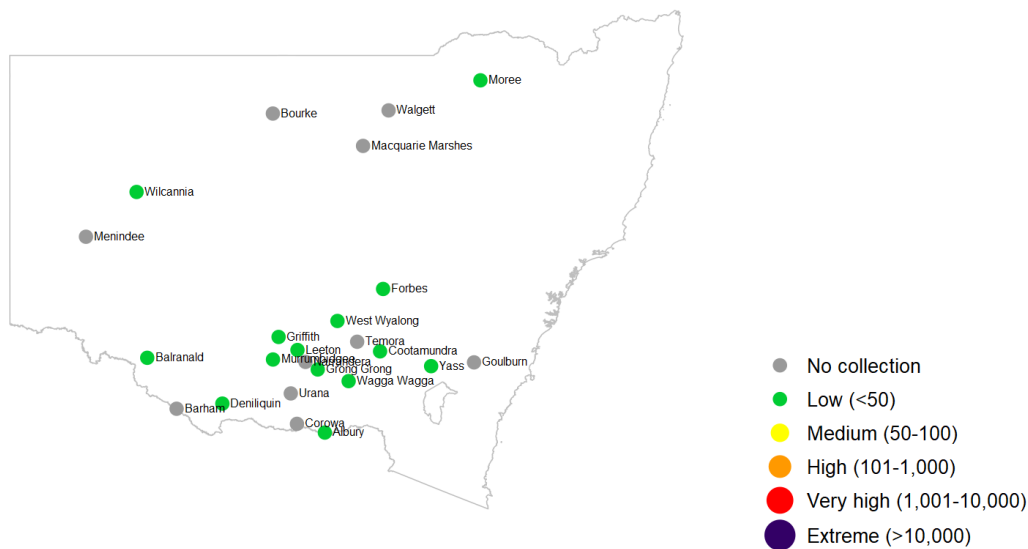 Moree
Walgett
Bourke
Macquarie Marshes
Wilcannia
Menindee
Forbes
West Wyalong
Griffith
Temora
Leeton
Cootamundra
Balranald
Murrumbidgee
Narrandera
Goulburn
Yass
Grong Grong
Wagga Wagga
Urana
Deniliquin
Barham
Corowa
Albury
No collection
Low (<50)
Medium (50-100)
High (101-1,000)
Very high (1,001-10,000)
Extreme (>10,000)